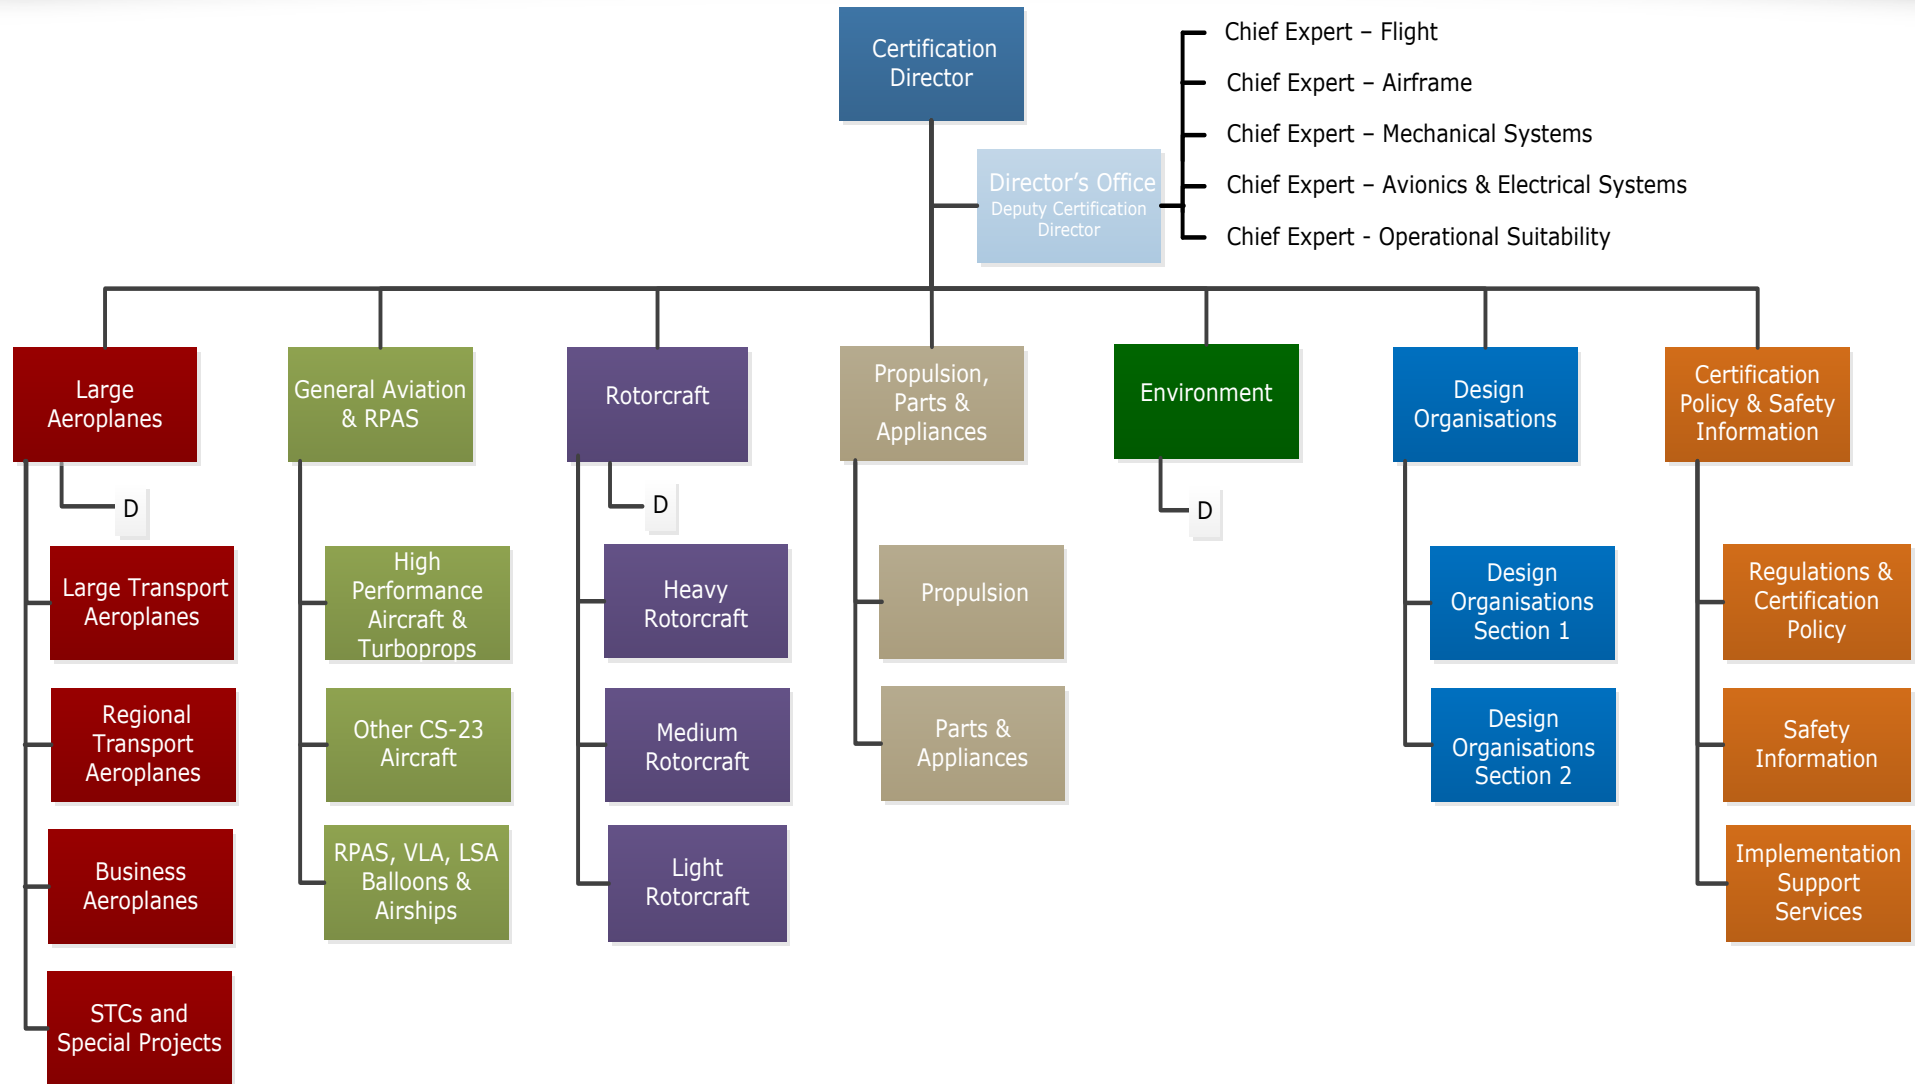 Certification
Director
Chief Expert – Flight
Chief Expert – Airframe
Chief Expert – Mechanical Systems
Chief Expert – Avionics & Electrical Systems
Chief Expert - Operational Suitability
Director’s Office
Deputy Certification
Director
Large
Aeroplanes
D
Large Transport
Aeroplanes
Regional
Transport
Aeroplanes
Business
Aeroplanes
STCs and
Special Projects
General Aviation
& RPAS
High
Performance
Aircraft &
Turboprops
Other CS-23
Aircraft
RPAS, VLA, LSA
Balloons &
Airships
Rotorcraft
D
Heavy
Rotorcraft
Medium
Rotorcraft
Light
Rotorcraft
Propulsion,
Parts &
Appliances
Propulsion
Parts &
Appliances
Environment
D
Design
Organisations
Design
Organisations
Section 1
Design
Organisations
Section 2
Certification
Policy & Safety
Information
Regulations &
Certification
Policy
Safety
Information
Implementation
Support
Services